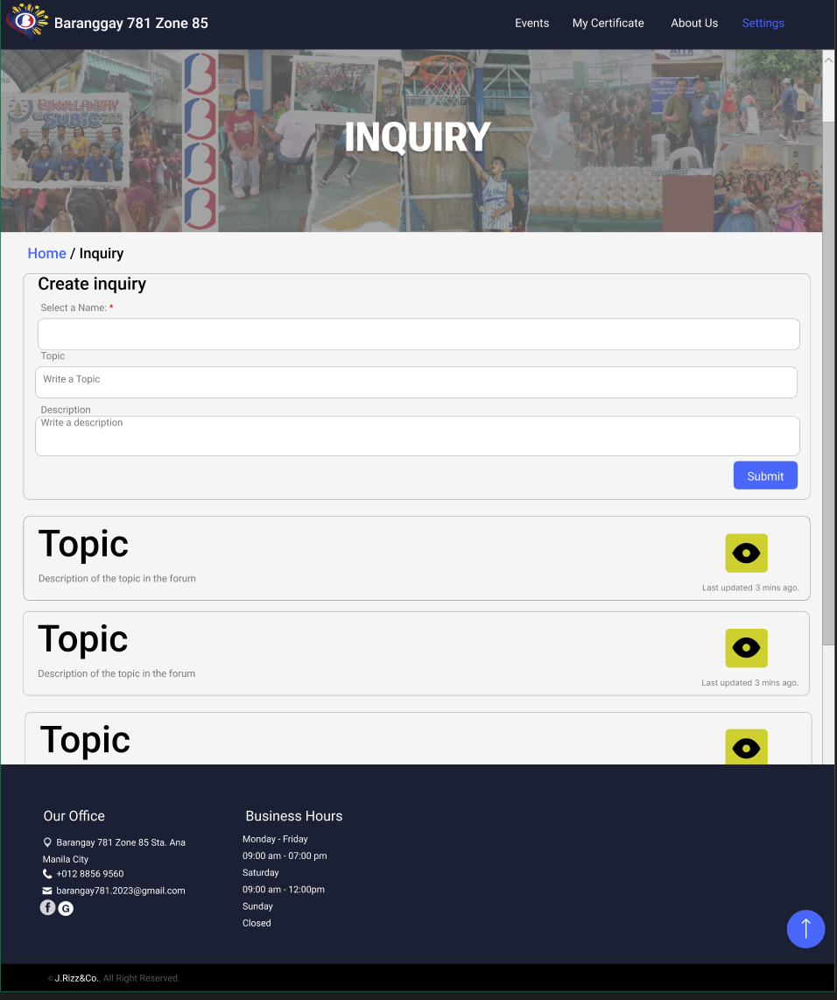 Baranggay 781 Zone 85
Events My Certificate About Us Settings
INQUIRY
Home / Inquiry
Create inquiry
Select a Name: *
Topic
Write a Topic
Description
Write a description
Submit
Topic
Description of the topic in the forum
Last updated 3 mins ago.
Topic
Description of the topic in the forum
Last updated 3 mins ago.
Topic
Our Office
Barangay 781 Zone 85 Sta. Ana
Manila City
+012 8856 9560
barangay781.2023@gmail.com
f G
Business Hours
Monday - Friday
09:00 am - 07:00 pm
Saturday
09:00 am - 12:00pm
Sunday
Closed
© J.Rizz&Co., All Right Reserved.